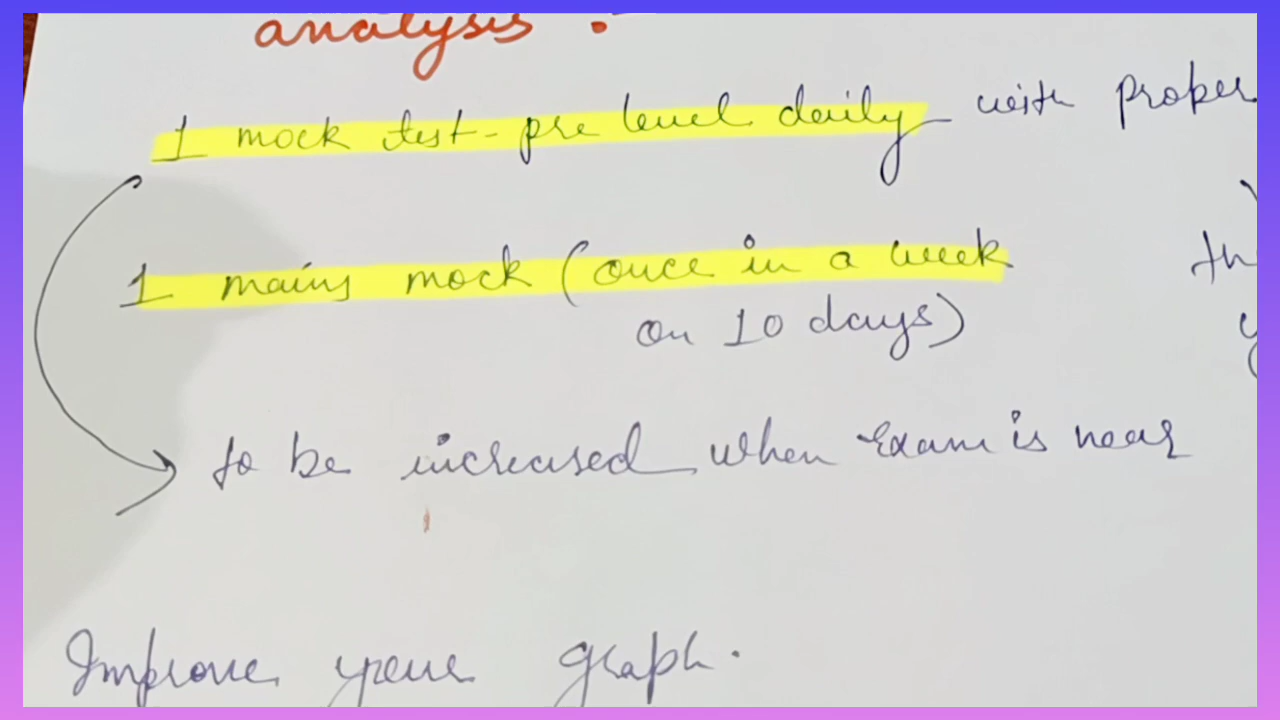 analysis :-
1 mock test - pre level daily with proper
1 mains mock (once in a week
on 10 days)
to be increased when exam is near
Improve your graph.